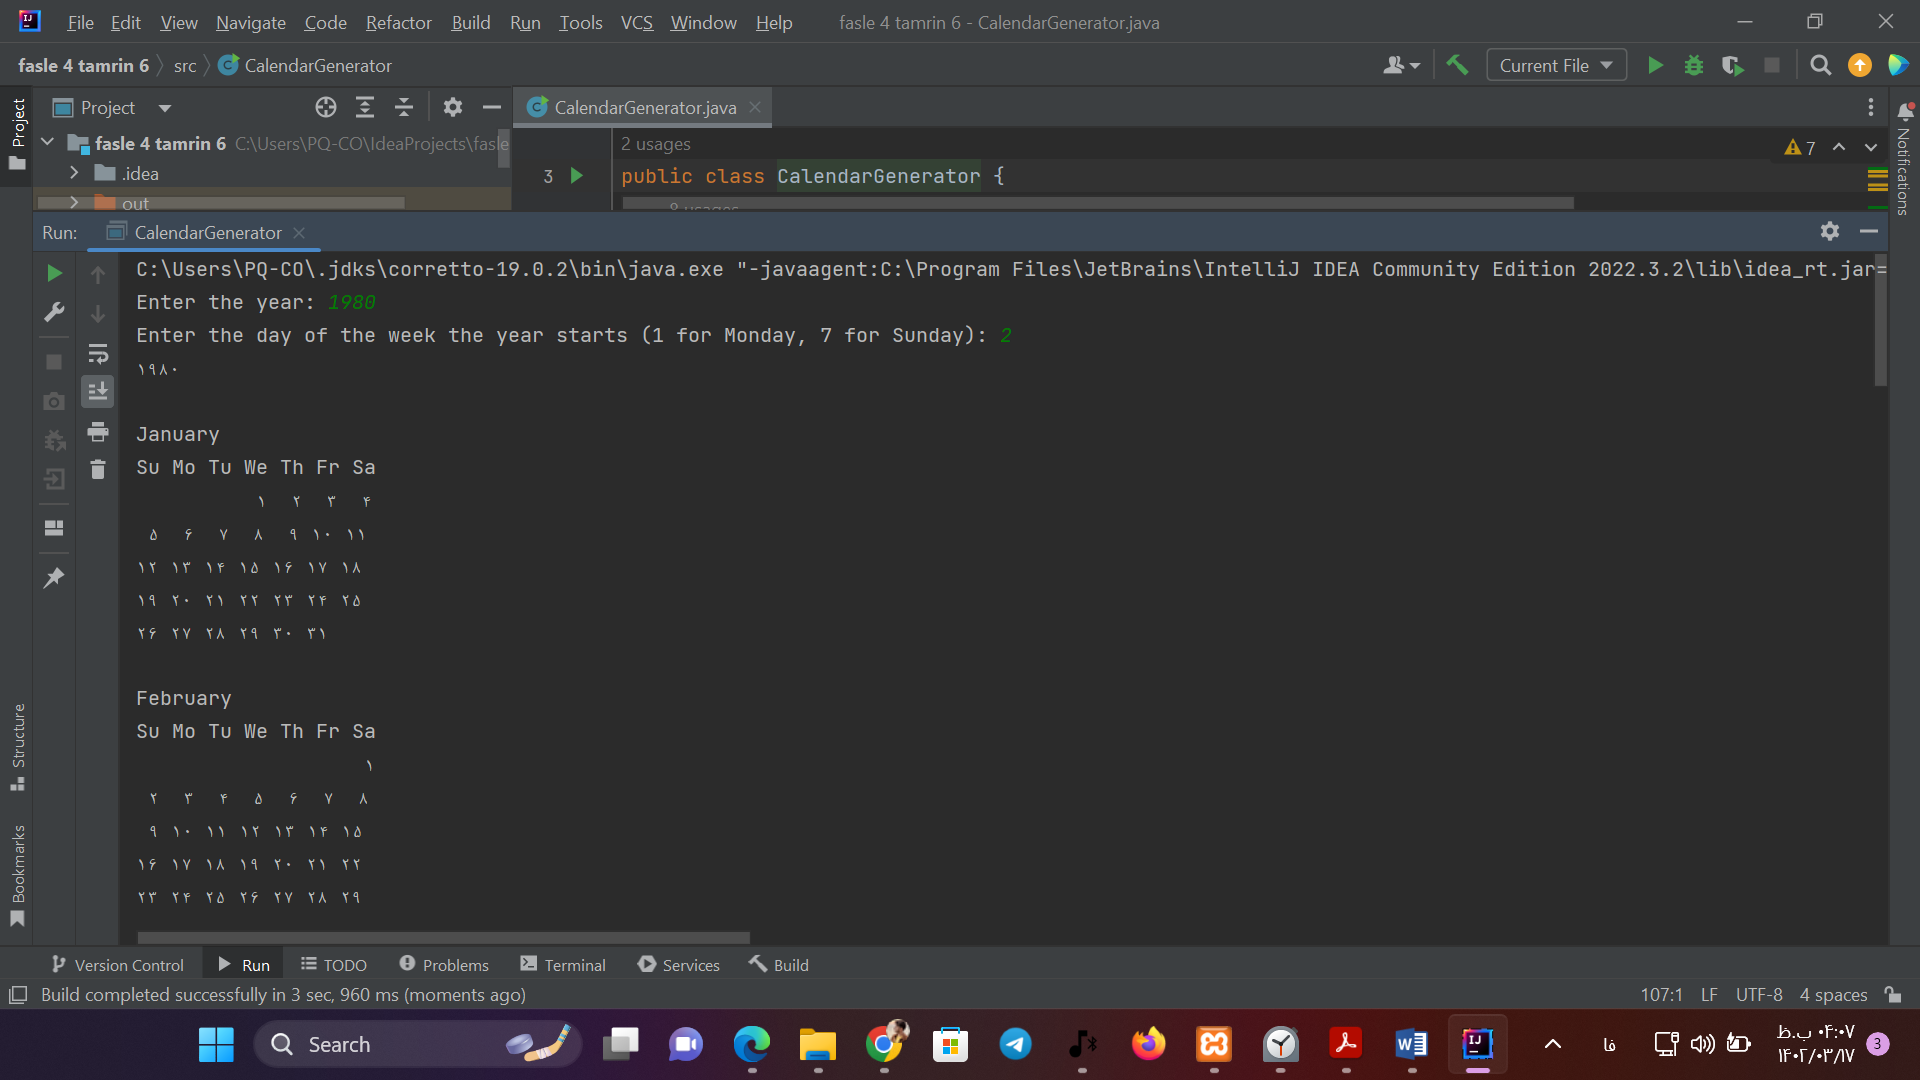 File Edit View Navigate Code Refactor Build Run Tools VCS Window Help fasle 4 tamrin 6 - CalendarGenerator.java
fasle 4 tamrin 6 src CalendarGenerator Current File
Project Project CalendarGenerator.java
fasle 4 tamrin 6 C:\Users\PQ-CO\IdeaProjects\fasle
2 usages
7
.idea
3 public class CalendarGenerator {
out
8 usages
Notifications
Run: CalendarGenerator
C:\Users\PQ-CO\.jdks\corretto-19.0.2\bin\java.exe "-javaagent:C:\Program Files\JetBrains\IntelliJ IDEA Community Edition 2022.3.2\lib\idea_rt.jar=
Enter the year: 1980
Enter the day of the week the year starts (1 for Monday, 7 for Sunday): 2
۱۹۸۰
January
Su Mo Tu We Th Fr Sa
۱ ۲ ۳ ۴
۵ ۶ ۷ ۸ ۹ ۱۰ ۱۱
۱۲ ۱۳ ۱۴ ۱۵ ۱۶ ۱۷ ۱۸
۱۹ ۲۰ ۲۱ ۲۲ ۲۳ ۲۴ ۲۵
۲۶ ۲۷ ۲۸ ۲۹ ۳۰ ۳۱
February
Su Mo Tu We Th Fr Sa
۱
۲ ۳ ۴ ۵ ۶ ۷ ۸
۹ ۱۰ ۱۱ ۱۲ ۱۳ ۱۴ ۱۵
۱۶ ۱۷ ۱۸ ۱۹ ۲۰ ۲۱ ۲۲
۲۳ ۲۴ ۲۵ ۲۶ ۲۷ ۲۸ ۲۹
Structure
Bookmarks
Version Control Run TODO Problems Terminal Services Build
Build completed successfully in 3 sec, 960 ms (moments ago) 107:1 LF UTF-8 4 spaces
Search فا ۰۴:۰۷ ب.ظ 3
۱۴۰۲/۰۳/۱۷